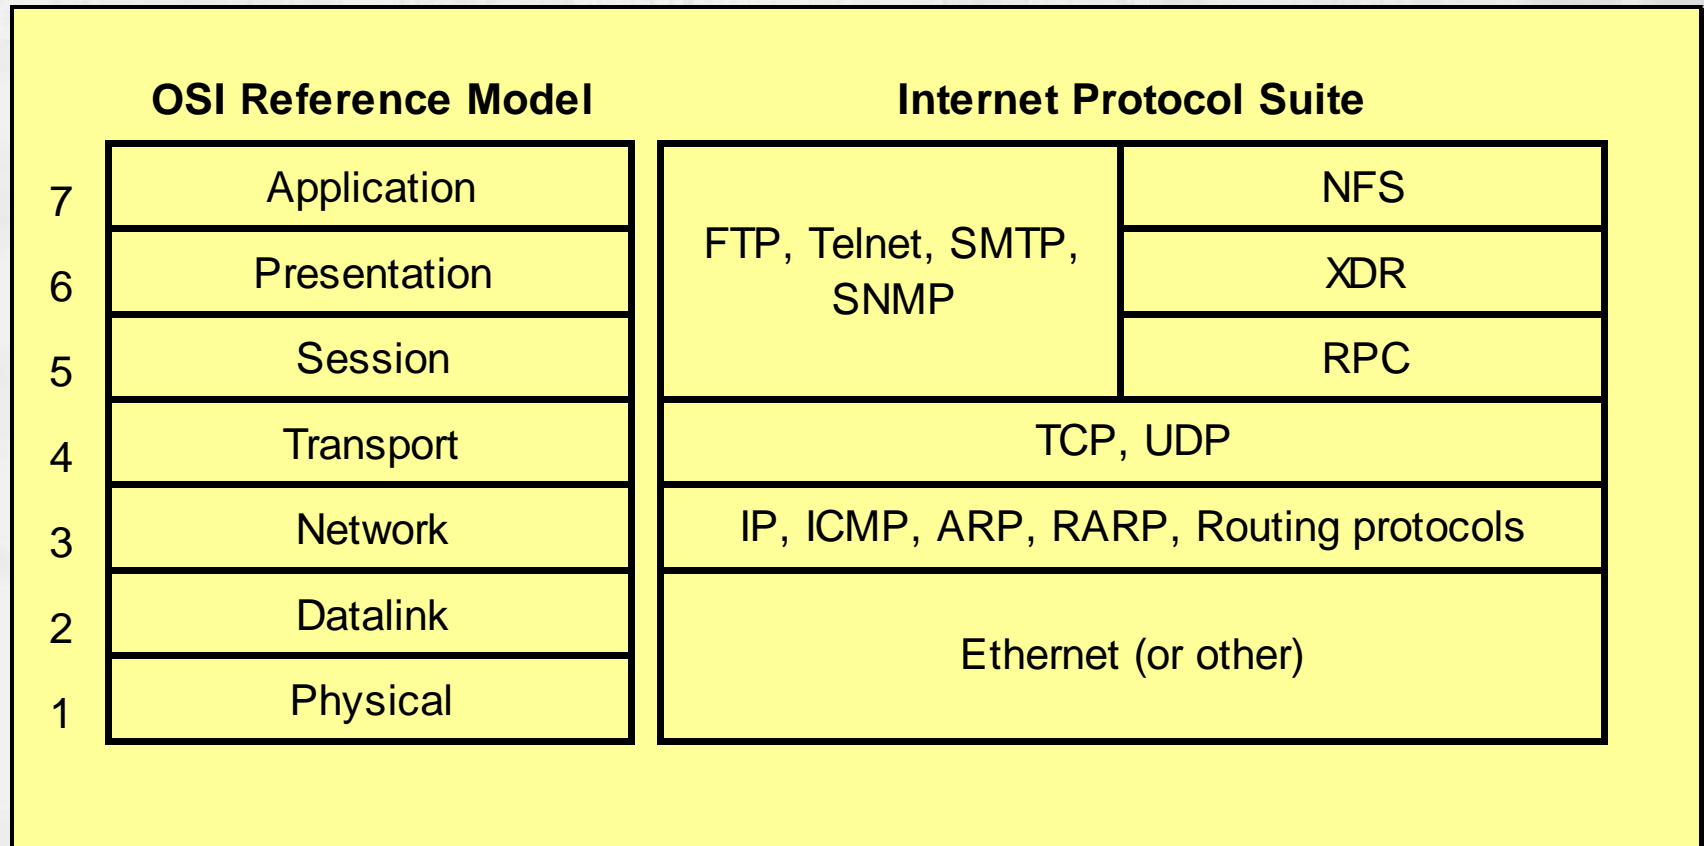 OSI Reference Model
Internet Protocol Suite
7
Application
6
Presentation
5
Session
4
Transport
3
Network
2
Datalink
1
Physical
FTP, Telnet, SMTP,
SNMP
NFS
XDR
RPC
TCP, UDP
IP, ICMP, ARP, RARP, Routing protocols
Ethernet (or other)